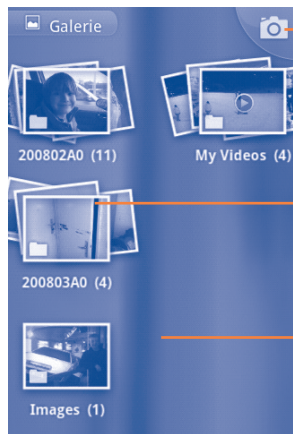 Galerie
200802A0 (11)
My Videos (4)
200803A0 (4)
Images (1)